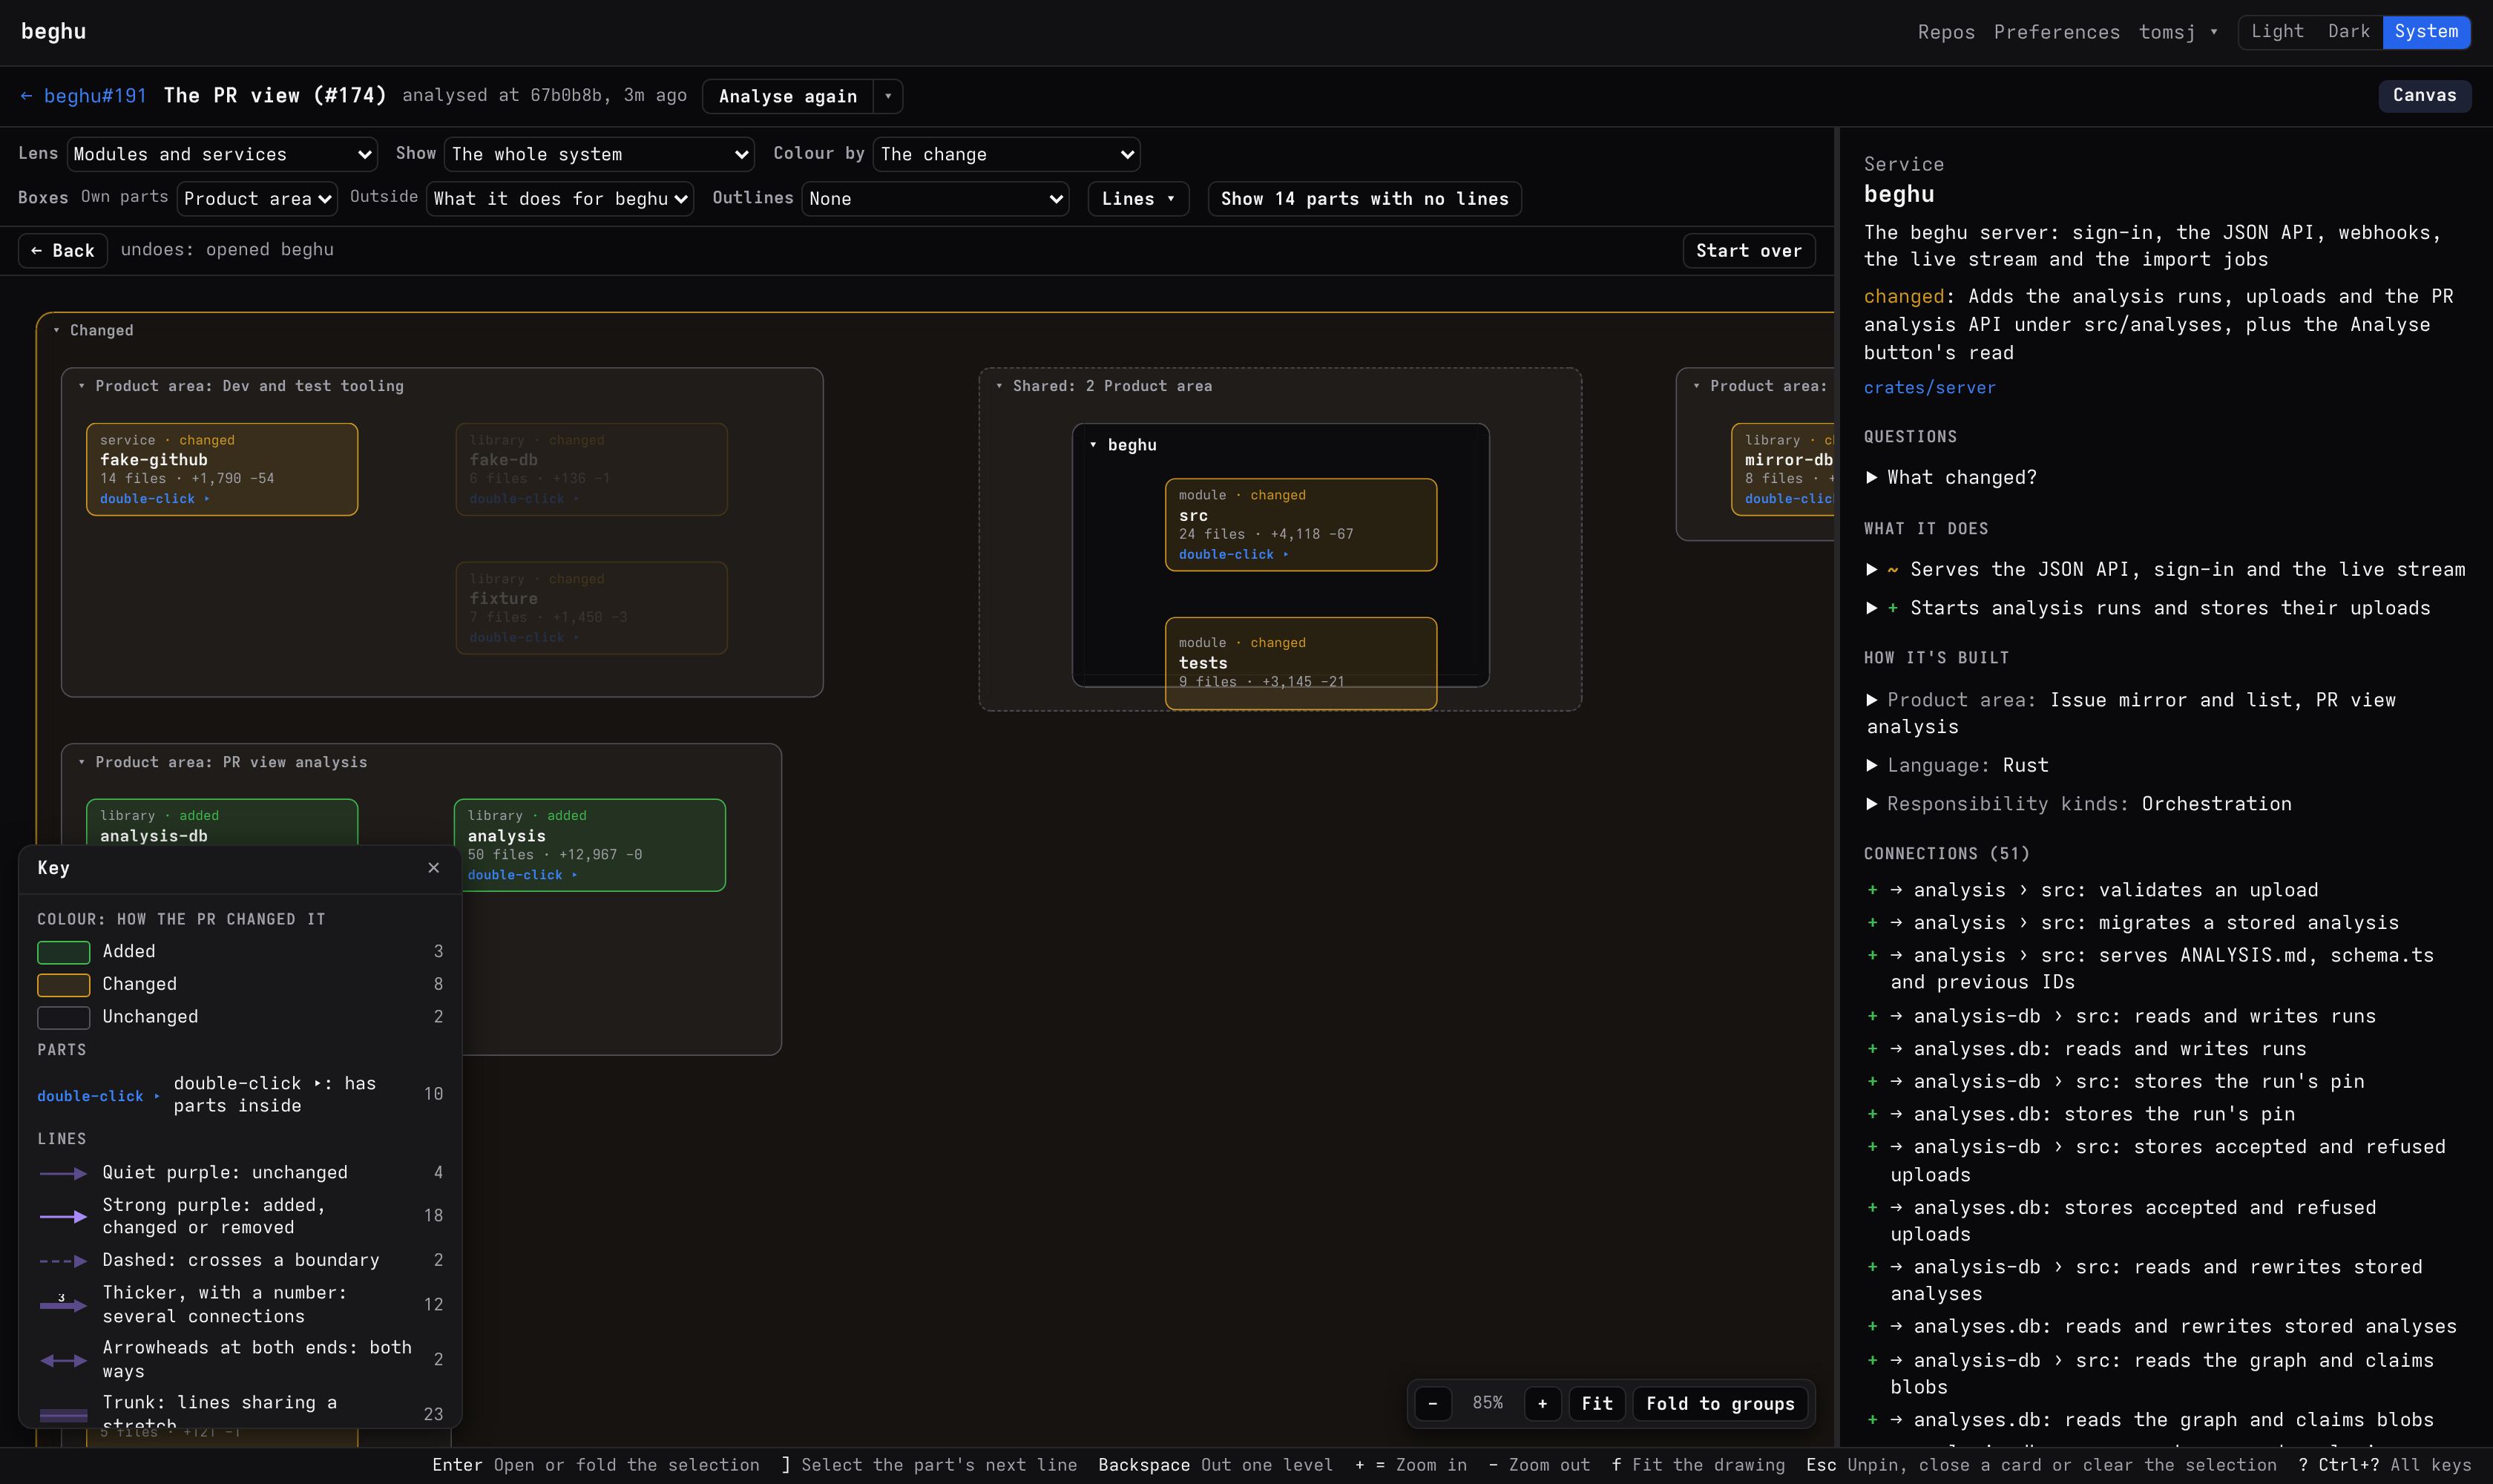 beghu
Repos Preferences tomsj ▾ Light Dark System
← beghu#191 The PR view (#174) analysed at 67b0b8b, 3m ago Analyse again ▾ Canvas
Lens Modules and services Show The whole system Colour by The change
Boxes Own parts Product area Outside What it does for beghu Outlines None Lines ▾ Show 14 parts with no lines
← Back undoes: opened beghu Start over
▾ Changed
▾ Product area: Dev and test tooling
service · changed
fake-github
14 files · +1,790 -54
double-click ▸
library · changed
fake-db
6 files · +136 -1
double-click ▸
library · changed
fixture
7 files · +1,450 -3
double-click ▸
▾ Shared: 2 Product area
▾ beghu
module · changed
src
24 files · +4,118 -67
double-click ▸
module · changed
tests
9 files · +3,145 -21
▾ Product area:
library ·
mirror-db
8 files ·
double-clic
▾ Product area: PR view analysis
library · added
analysis-db
library · added
analysis
50 files · +12,967 -0
double-click ▸
Key ×
COLOUR: HOW THE PR CHANGED IT
Added 3
Changed 8
Unchanged 2
PARTS
double-click ▸ double-click ▸: has
parts inside 10
LINES
Quiet purple: unchanged 4
Strong purple: added,
changed or removed 18
Dashed: crosses a boundary 2
3 Thicker, with a number:
several connections 12
Arrowheads at both ends: both
ways 2
Trunk: lines sharing a
stretch 23
5 files · +121 -1
− 85% + Fit Fold to groups
Service
beghu
The beghu server: sign-in, the JSON API, webhooks,
the live stream and the import jobs
changed: Adds the analysis runs, uploads and the PR
analysis API under src/analyses, plus the Analyse
button's read
crates/server
QUESTIONS
▶ What changed?
WHAT IT DOES
▶ ~ Serves the JSON API, sign-in and the live stream
▶ + Starts analysis runs and stores their uploads
HOW IT'S BUILT
▶ Product area: Issue mirror and list, PR view
analysis
▶ Language: Rust
▶ Responsibility kinds: Orchestration
CONNECTIONS (51)
+ → analysis › src: validates an upload
+ → analysis › src: migrates a stored analysis
+ → analysis › src: serves ANALYSIS.md, schema.ts
and previous IDs
+ → analysis-db › src: reads and writes runs
+ → analyses.db: reads and writes runs
+ → analysis-db › src: stores the run's pin
+ → analyses.db: stores the run's pin
+ → analysis-db › src: stores accepted and refused
uploads
+ → analyses.db: stores accepted and refused
uploads
+ → analysis-db › src: reads and rewrites stored
analyses
+ → analyses.db: reads and rewrites stored analyses
+ → analysis-db › src: reads the graph and claims
blobs
+ → analyses.db: reads the graph and claims blobs
Enter Open or fold the selection ] Select the part's next line Backspace Out one level + = Zoom in − Zoom out f Fit the drawing Esc Unpin, close a card or clear the selection ? Ctrl+? All keys